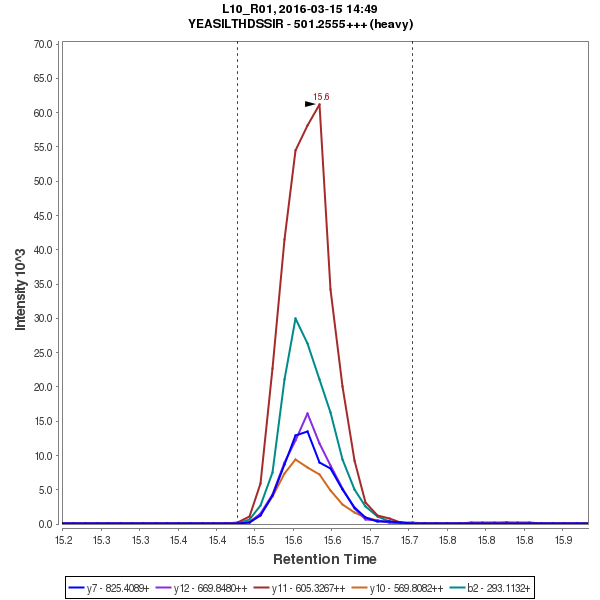 L10_R01, 2016-03-15 14:49
YEASILTHDSSIR - 501.2555+++ (heavy)
70.0
65.0
60.0
55.0
50.0
45.0
40.0
35.0
30.0
25.0
20.0
15.0
10.0
5.0
0.0
Intensity 10^3
15.6
15.2 15.3 15.3 15.4 15.4 15.5 15.6 15.6 15.7 15.7 15.8 15.8 15.8 15.9
Retention Time
y7 - 825.4089+ y12 - 669.8480++ y11 - 605.3267++ y10 - 569.8082++ b2 - 293.1132+